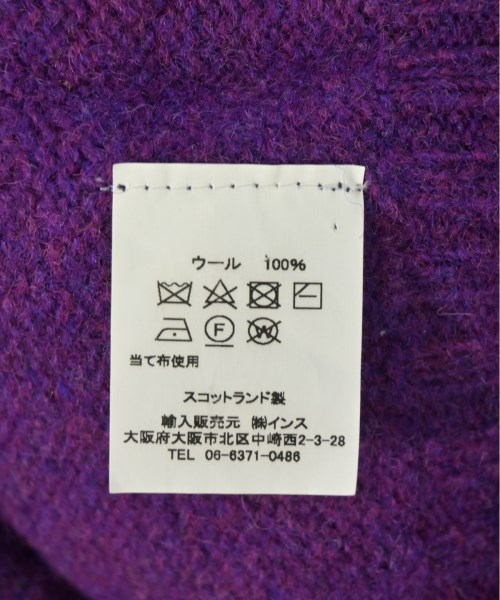 ウール 100%
F W
当て布使用
スコットランド製
輸入販売元 ㈱インス
大阪府大阪市北区中崎西2-3-28
TEL 06-6371-0486